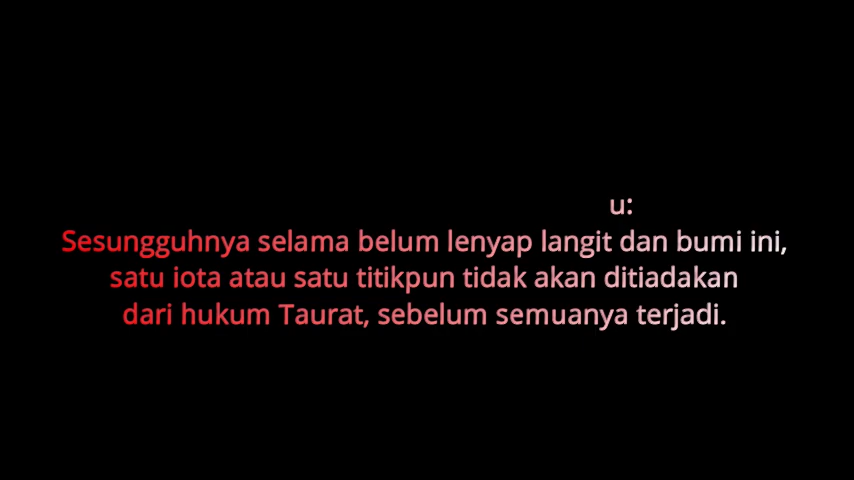 u:
Sesungguhnya selama belum lenyap langit dan bumi ini,
satu iota atau satu titikpun tidak akan ditiadakan
dari hukum Taurat, sebelum semuanya terjadi.